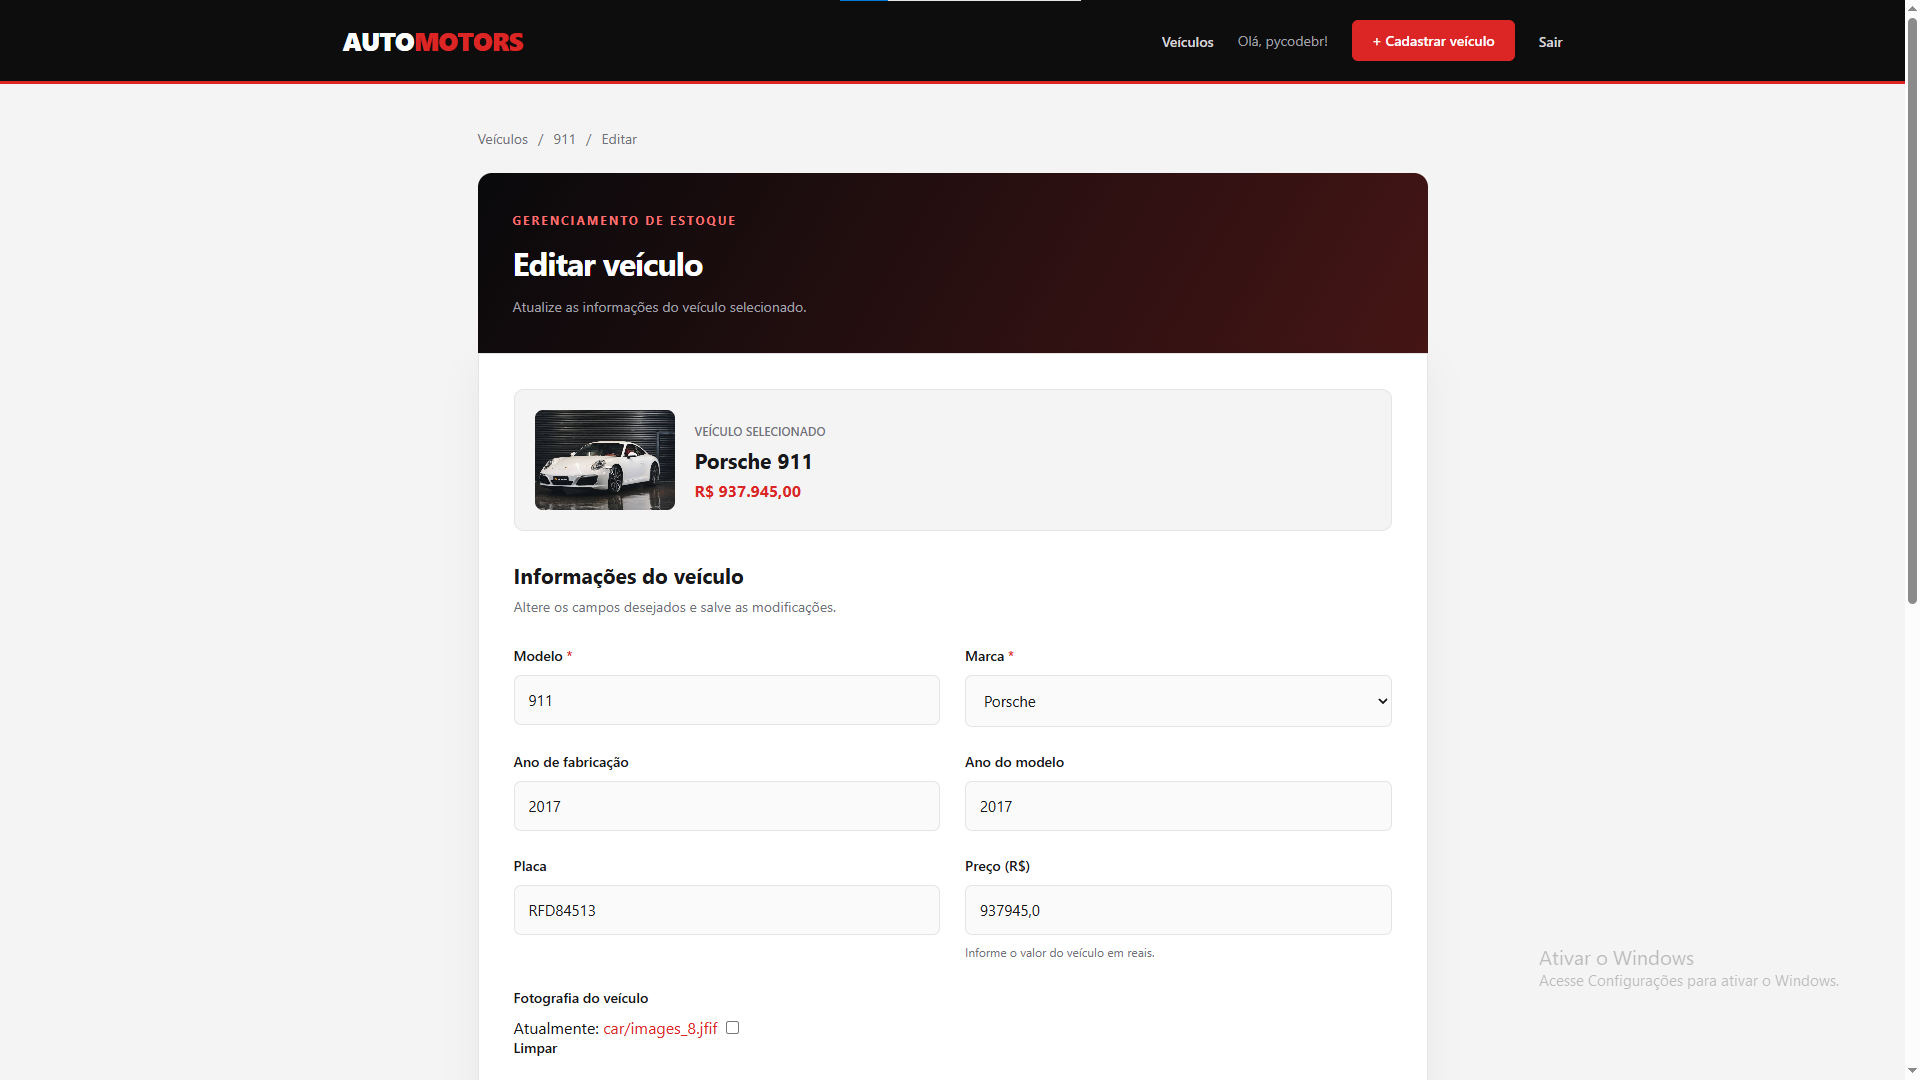 AUTOMOTORS
Veículos Olá, pycodebr! + Cadastrar veículo Sair
Veículos / 911 / Editar
GERENCIAMENTO DE ESTOQUE
Editar veículo
Atualize as informações do veículo selecionado.
VEÍCULO SELECIONADO
Porsche 911
R$ 937.945,00
Informações do veículo
Altere os campos desejados e salve as modificações.
Modelo *
911
Marca *
Porsche
Ano de fabricação
2017
Ano do modelo
2017
Placa
RFD84513
Preço (R$)
937945,0
Informe o valor do veículo em reais.
Fotografia do veículo
Atualmente: car/images_8.jfif
Limpar
Ativar o Windows
Acesse Configurações para ativar o Windows.